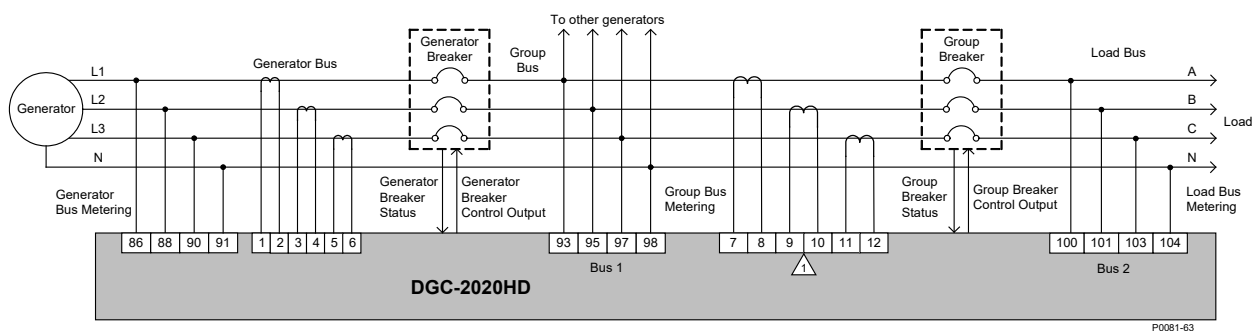 To other generators
Generator
Breaker
Group
Bus
Group
Breaker
Generator Bus
Load Bus
L1
A
Generator
L2
B
Load
L3
C
N
N
Generator
Bus Metering
Generator
Breaker
Status
Generator
Breaker
Control Output
Group Bus
Metering
Group
Breaker
Status
Group Breaker
Control Output
Load Bus
Metering
86 88 90 91 1 2 3 4 5 6 93 95 97 98 7 8 9 10 11 12 100 101 103 104
Bus 1
1
Bus 2
DGC-2020HD
P0081-63